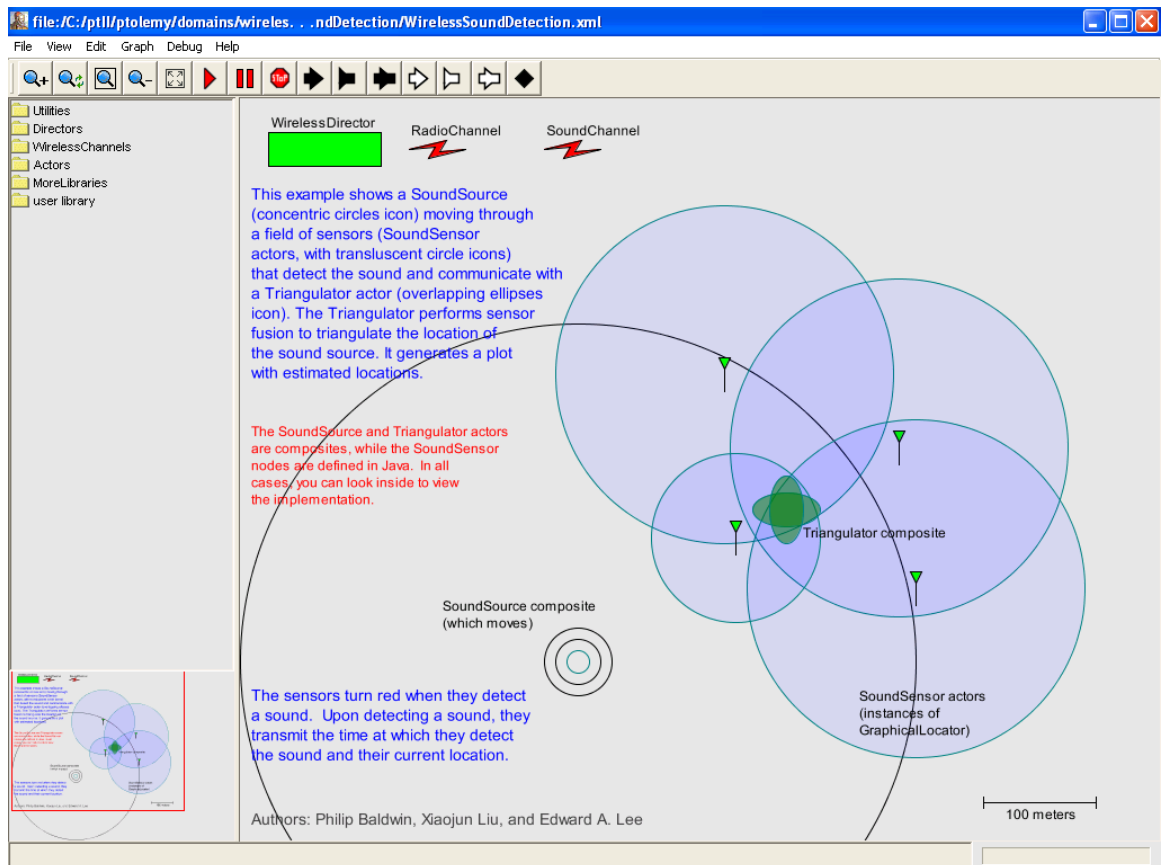 file:/C:/ptII/ptolemy/domains/wireles. . .ndDetection/WirelessSoundDetection.xml
File View Edit Graph Debug Help
STOP
Utilities
Directors
WirelessChannels
Actors
MoreLibraries
user library
WirelessDirector
RadioChannel
SoundChannel
This example shows a SoundSource
(concentric circles icon) moving through
a field of sensors (SoundSensor
actors, with transluscent circle icons)
that detect the sound and communicate with
a Triangulator actor (overlapping ellipses
icon). The Triangulator performs sensor
fusion to triangulate the location of
the sound source. It generates a plot
with estimated locations.
The SoundSource and Triangulator actors
are composites, while the SoundSensor
nodes are defined in Java. In all
cases, you can look inside to view
the implementation.
Triangulator composite
SoundSource composite
(which moves)
SoundSensor actors
(instances of
GraphicalLocator)
The sensors turn red when they detect
a sound. Upon detecting a sound, they
transmit the time at which they detect
the sound and their current location.
100 meters
Authors: Philip Baldwin, Xiaojun Liu, and Edward A. Lee